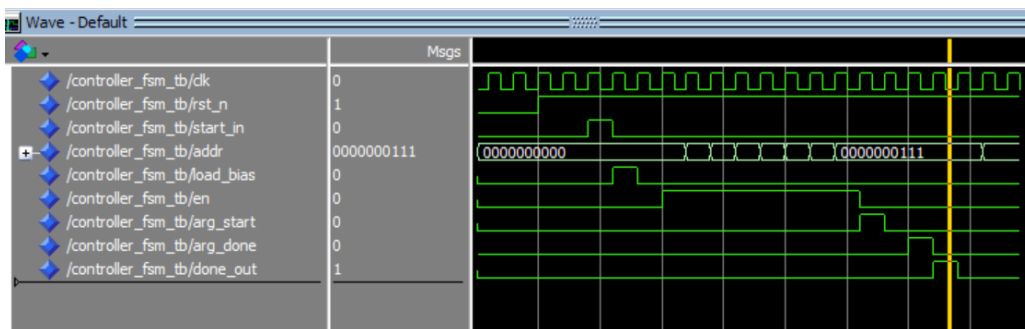 Wave - Default
Msgs
/controller_fsm_tb/clk 0
/controller_fsm_tb/rst_n 1
/controller_fsm_tb/start_in 0
/controller_fsm_tb/addr 0000000111 0000000000 0000000111
/controller_fsm_tb/load_bias 0
/controller_fsm_tb/en 0
/controller_fsm_tb/arg_start 0
/controller_fsm_tb/arg_done 0
/controller_fsm_tb/done_out 1